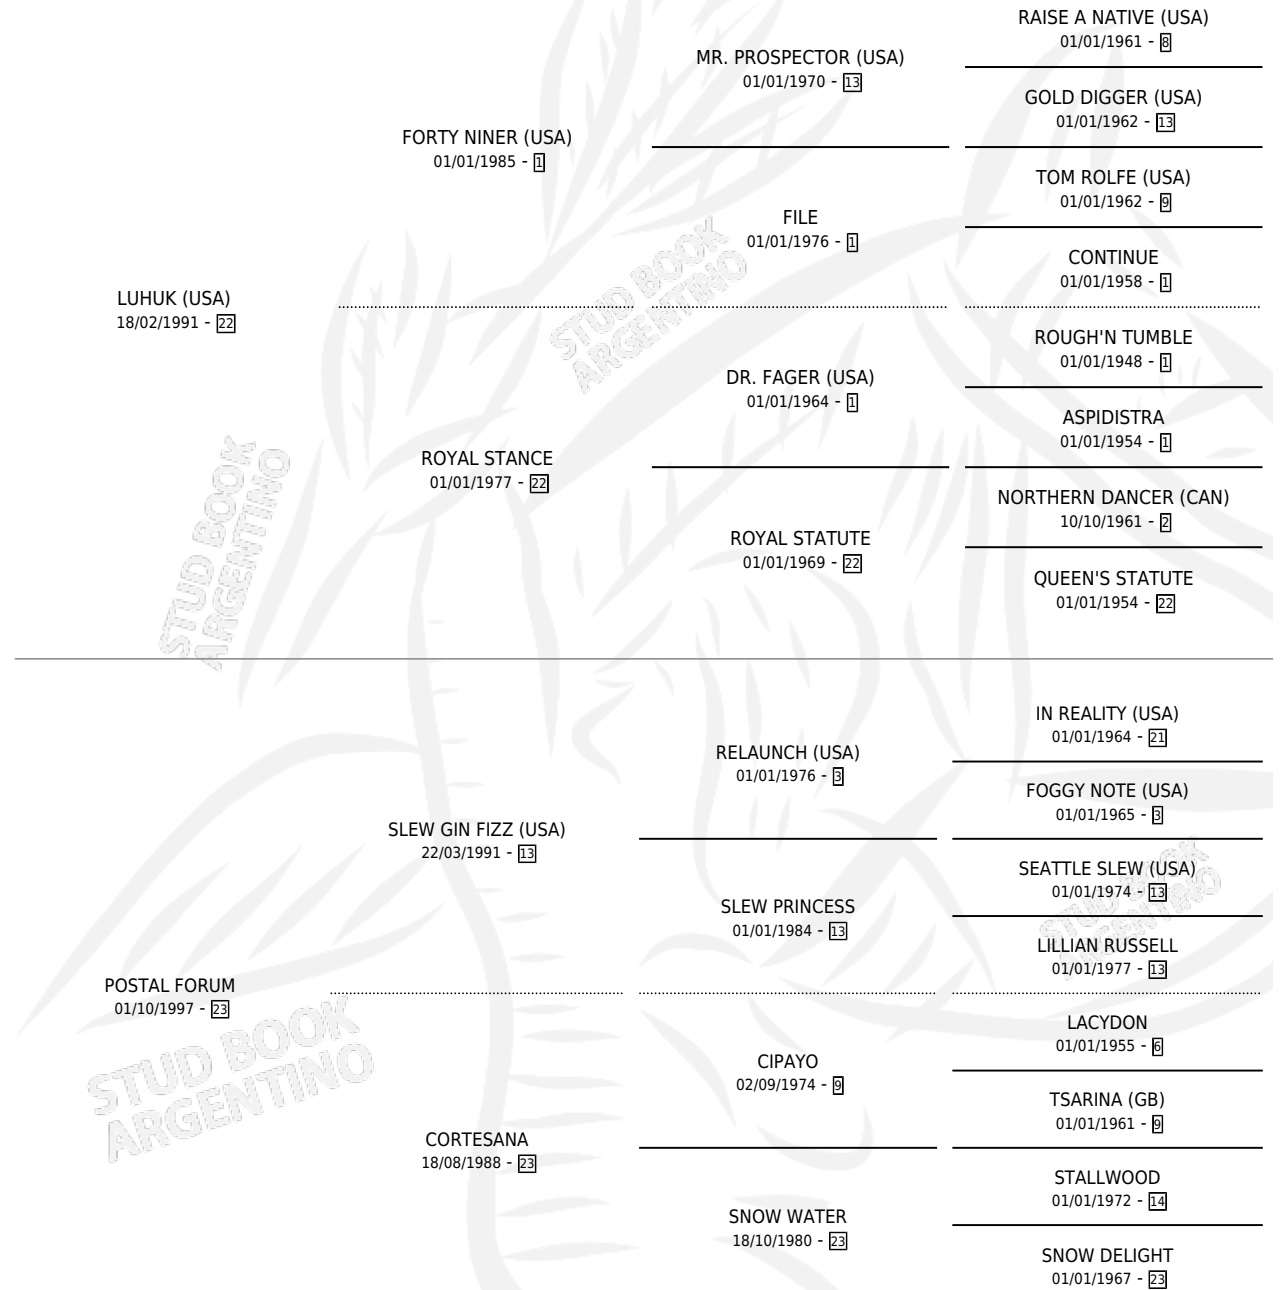 RAISE A NATIVE (USA)
01/01/1961 - 8
MR. PROSPECTOR (USA)
01/01/1970 - 13
GOLD DIGGER (USA)
01/01/1962 - 13
FORTY NINER (USA)
01/01/1985 - 1
TOM ROLFE (USA)
01/01/1962 - 9
FILE
01/01/1976 - 1
CONTINUE
01/01/1958 - 1
LUHUK (USA)
18/02/1991 - 22
ROUGH'N TUMBLE
01/01/1948 - 1
DR. FAGER (USA)
01/01/1964 - 1
ASPIDISTRA
01/01/1954 - 1
ROYAL STANCE
01/01/1977 - 22
NORTHERN DANCER (CAN)
10/10/1961 - 2
ROYAL STATUTE
01/01/1969 - 22
QUEEN'S STATUTE
01/01/1954 - 22
STUD BOOK
ARGENTINO
STUD BOOK
ARGENTINO
IN REALITY (USA)
01/01/1964 - 21
RELAUNCH (USA)
01/01/1976 - 3
FOGGY NOTE (USA)
01/01/1965 - 3
SLEW GIN FIZZ (USA)
22/03/1991 - 13
SEATTLE SLEW (USA)
01/01/1974 - 13
SLEW PRINCESS
01/01/1984 - 13
LILLIAN RUSSELL
01/01/1977 - 13
POSTAL FORUM
01/10/1997 - 23
LACYDON
01/01/1955 - 6
CIPAYO
02/09/1974 - 9
TSARINA (GB)
01/01/1961 - 9
CORTESANA
18/08/1988 - 23
STALLWOOD
01/01/1972 - 14
SNOW WATER
18/10/1980 - 23
SNOW DELIGHT
01/01/1967 - 23
STUD BOOK
ARGENTINO
STUD BOOK
ARGENTINO